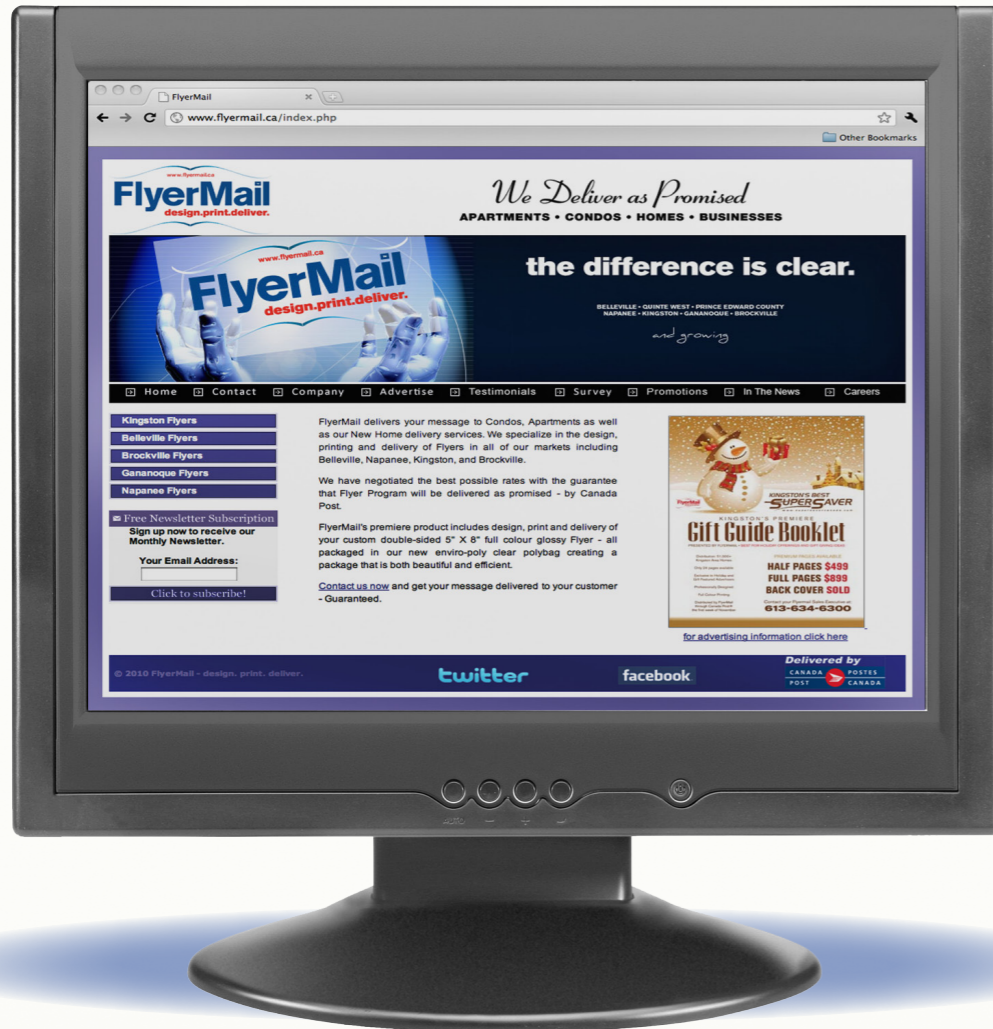 FlyerMail
www.flyermail.ca/index.php
Other Bookmarks
www.flyermail.ca
FlyerMail
design.print.deliver.
We Deliver as Promised
APARTMENTS • CONDOS • HOMES • BUSINESSES
www.flyermail.ca
FlyerMail
design.print.deliver.
the difference is clear.
BELLEVILLE • QUINTE WEST • PRINCE EDWARD COUNTY
NAPANEE • KINGSTON • GANANOQUE • BROCKVILLE
and growing
Home Contact Company Advertise Testimonials Survey Promotions In The News Careers
Kingston Flyers
Belleville Flyers
Brockville Flyers
Gananoque Flyers
Napanee Flyers
Free Newsletter Subscription
Sign up now to receive our
Monthly Newsletter.
Your Email Address:
Click to subscribe!
FlyerMail delivers your message to Condos, Apartments as well
as our New Home delivery services. We specialize in the design,
printing and delivery of Flyers in all of our markets including
Belleville, Napanee, Kingston, and Brockville.
We have negotiated the best possible rates with the guarantee
that Flyer Program will be delivered as promised - by Canada
Post.
FlyerMail's premiere product includes design, print and delivery of
your custom double-sided 5" X 8" full colour glossy Flyer - all
packaged in our new enviro-poly clear polybag creating a
package that is both beautiful and efficient.
Contact us now and get your message delivered to your customer
- Guaranteed.
FlyerMail
KINGSTON'S BEST
SUPERSAVER
KINGSTON'S PREMIERE
Gift Guide Booklet
HALF PAGES $499
FULL PAGES $899
BACK COVER SOLD
613-634-6300
for advertising information click here
© 2010 FlyerMail - design. print. deliver.
twitter
facebook
Delivered by
CANADA POSTES
POST CANADA
AUTO